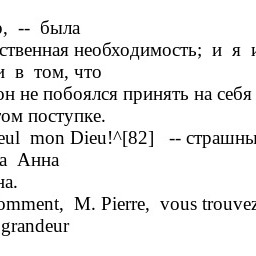 , -- была
ственная необходимость; и я и
и в том, что
он не побоялся принять на себя
том поступке.
eul mon Dieu!^[82] -- страшны
а Анна
на.
omment, M. Pierre, vous trouvez
grandeur